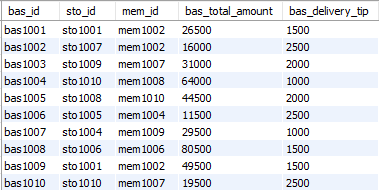 bas_id sto_id mem_id bas_total_amount bas_delivery_tip
bas1001 sto1001 mem1002 26500 1500
bas1002 sto1007 mem1002 16000 2500
bas1003 sto1009 mem1007 31000 2000
bas1004 sto1010 mem1008 64000 1000
bas1005 sto1008 mem1010 44500 2000
bas1006 sto1005 mem1004 11500 2500
bas1007 sto1004 mem1009 29500 1000
bas1008 sto1006 mem1006 80500 1500
bas1009 sto1001 mem1002 49500 1500
bas1010 sto1010 mem1007 19500 2500